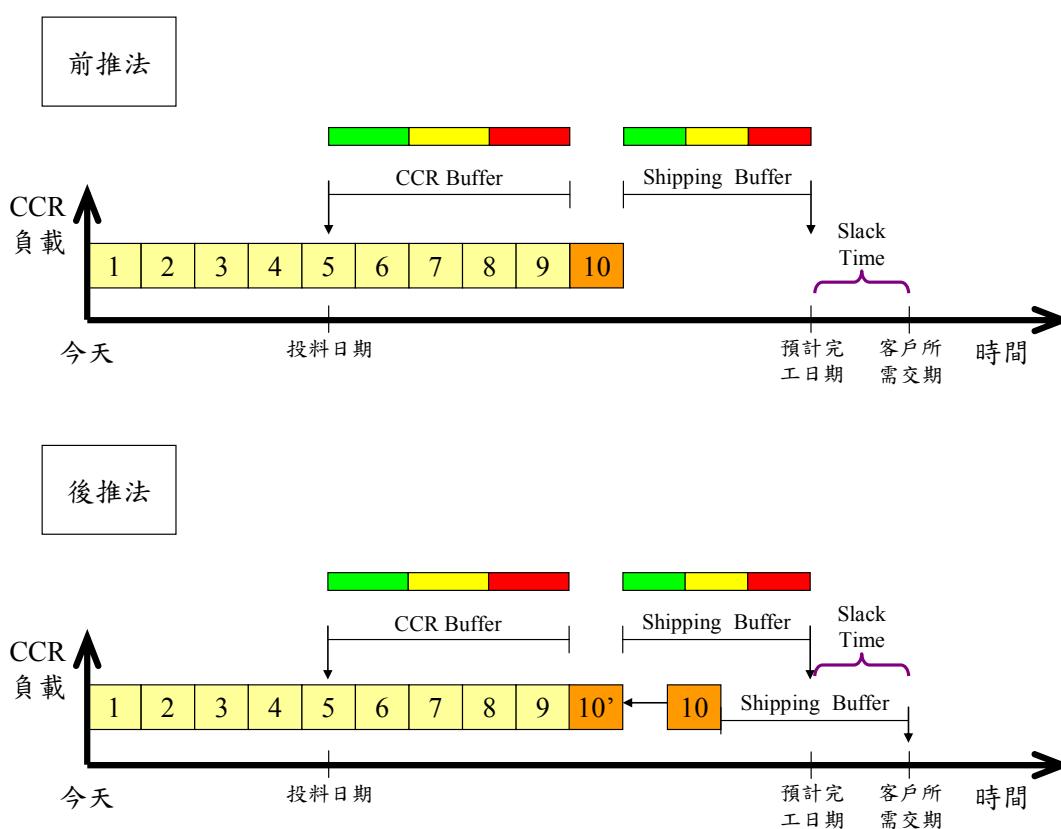 前推法
CCR Buffer
Shipping Buffer
CCR
負載
Slack
Time
1 2 3 4 5 6 7 8 9 10
今天
投料日期
預計完
工日期
客戶所
需交期
時間
後推法
CCR Buffer
Shipping Buffer
Slack
Time
CCR
負載
1 2 3 4 5 6 7 8 9 10’ 10
Shipping Buffer
今天
投料日期
預計完
工日期
客戶所
需交期
時間